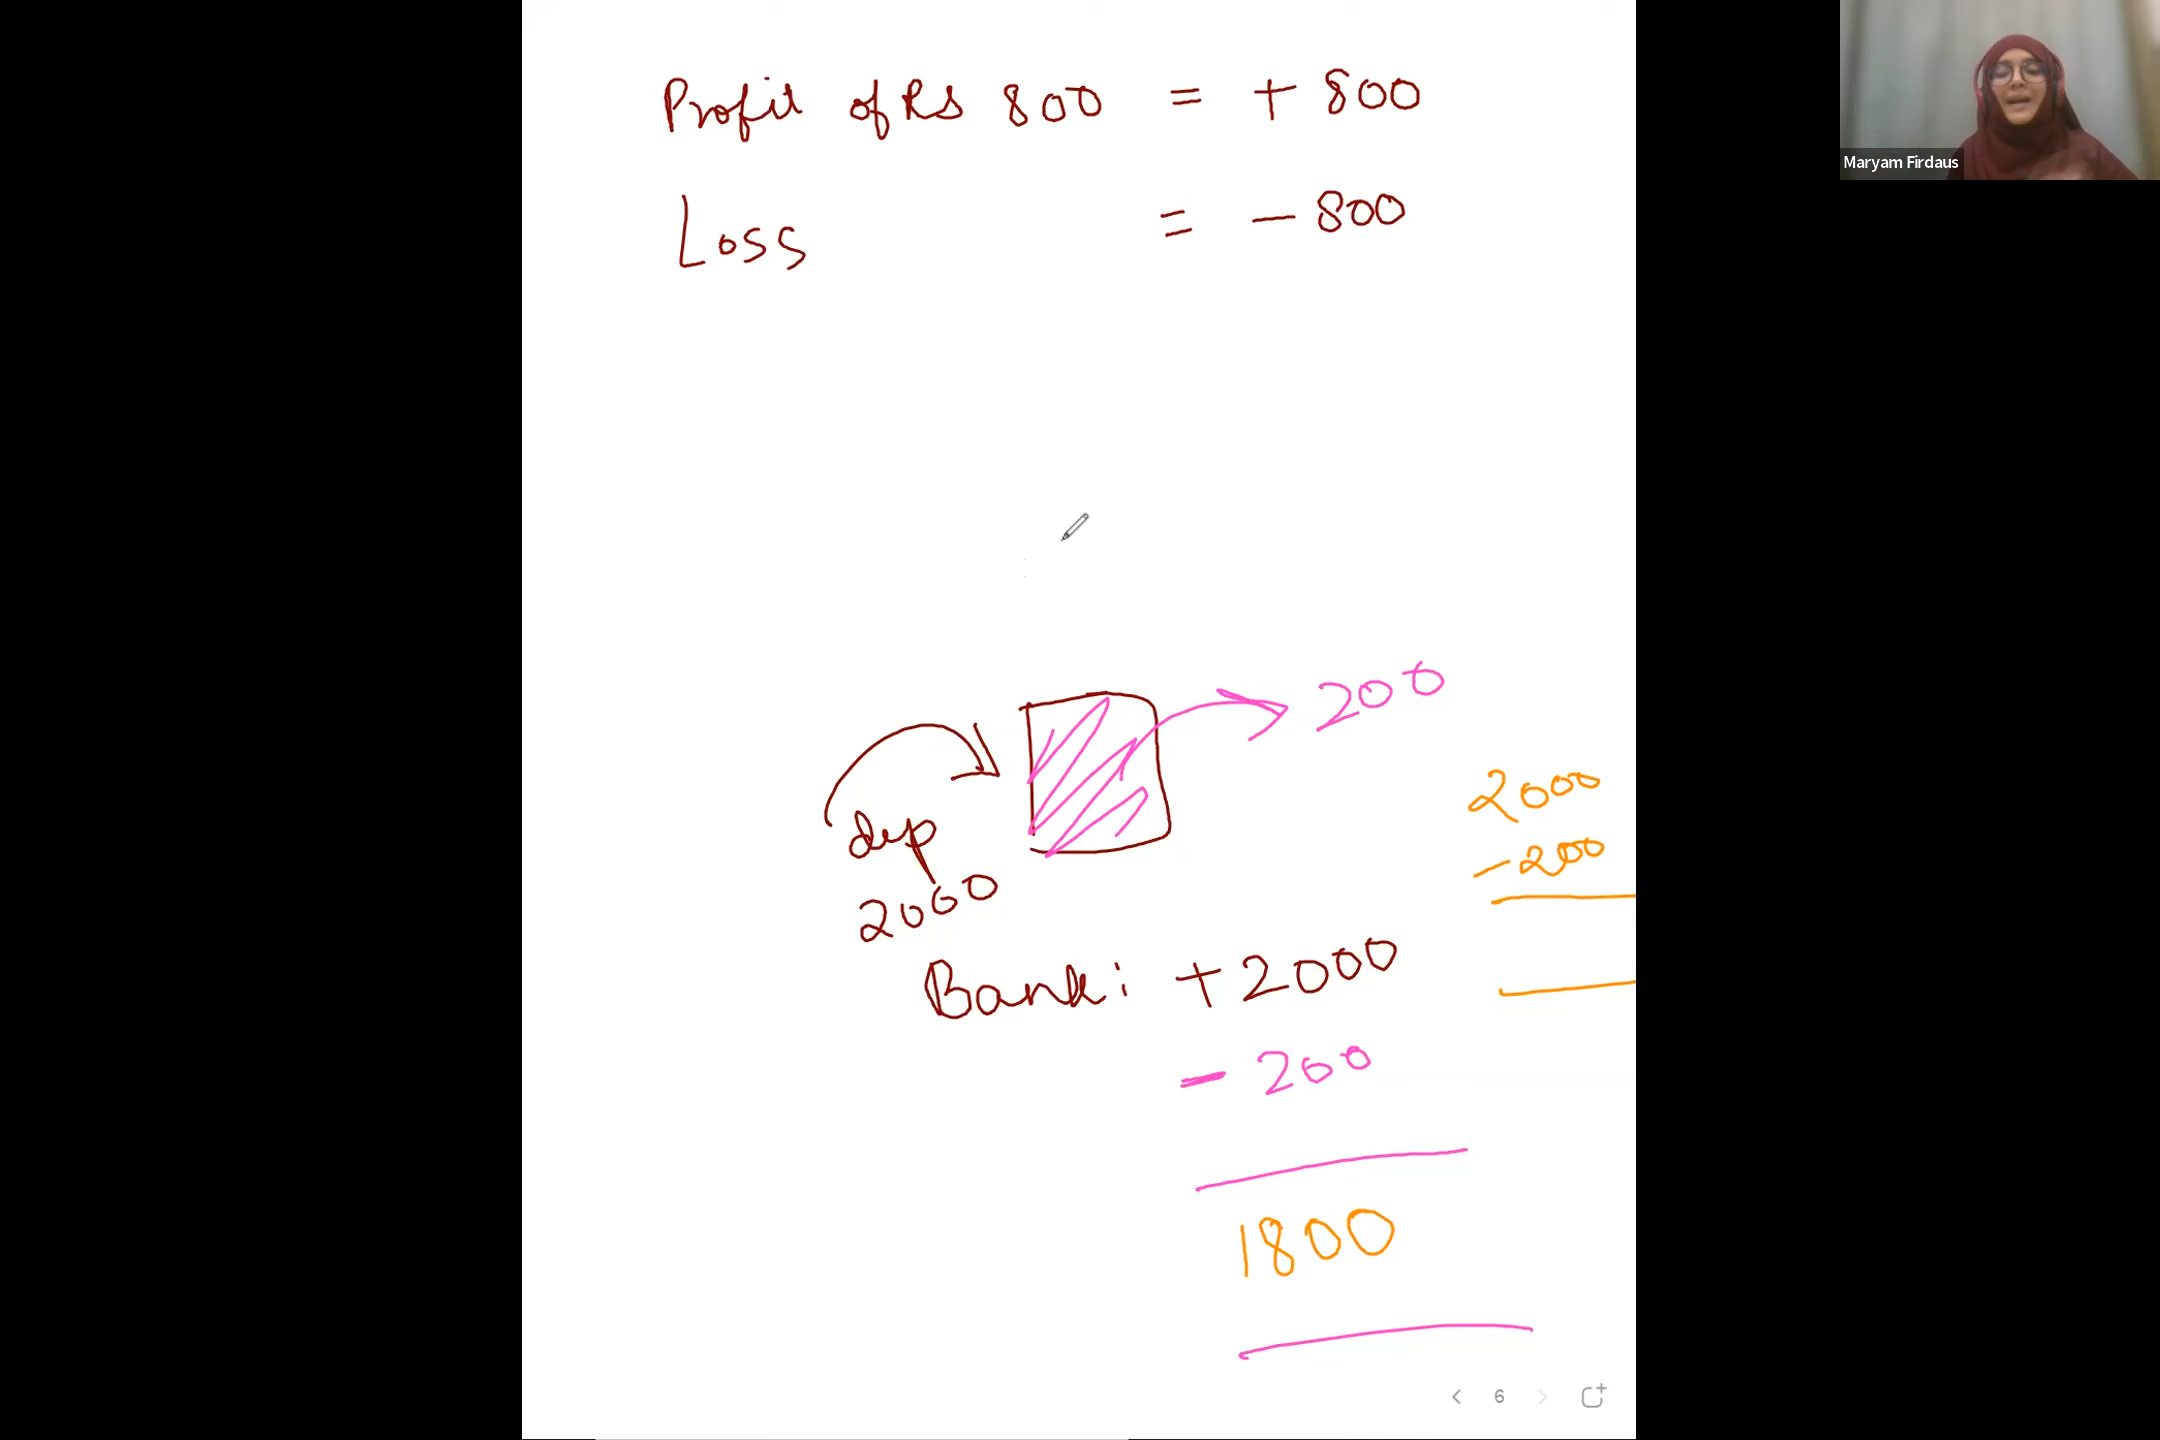 Profit of Rs 800 = + 800
Loss = - 800
Maryam Firdaus
200
dep
2000
2000
- 200
Bank: + 2000
- 200
1800
6